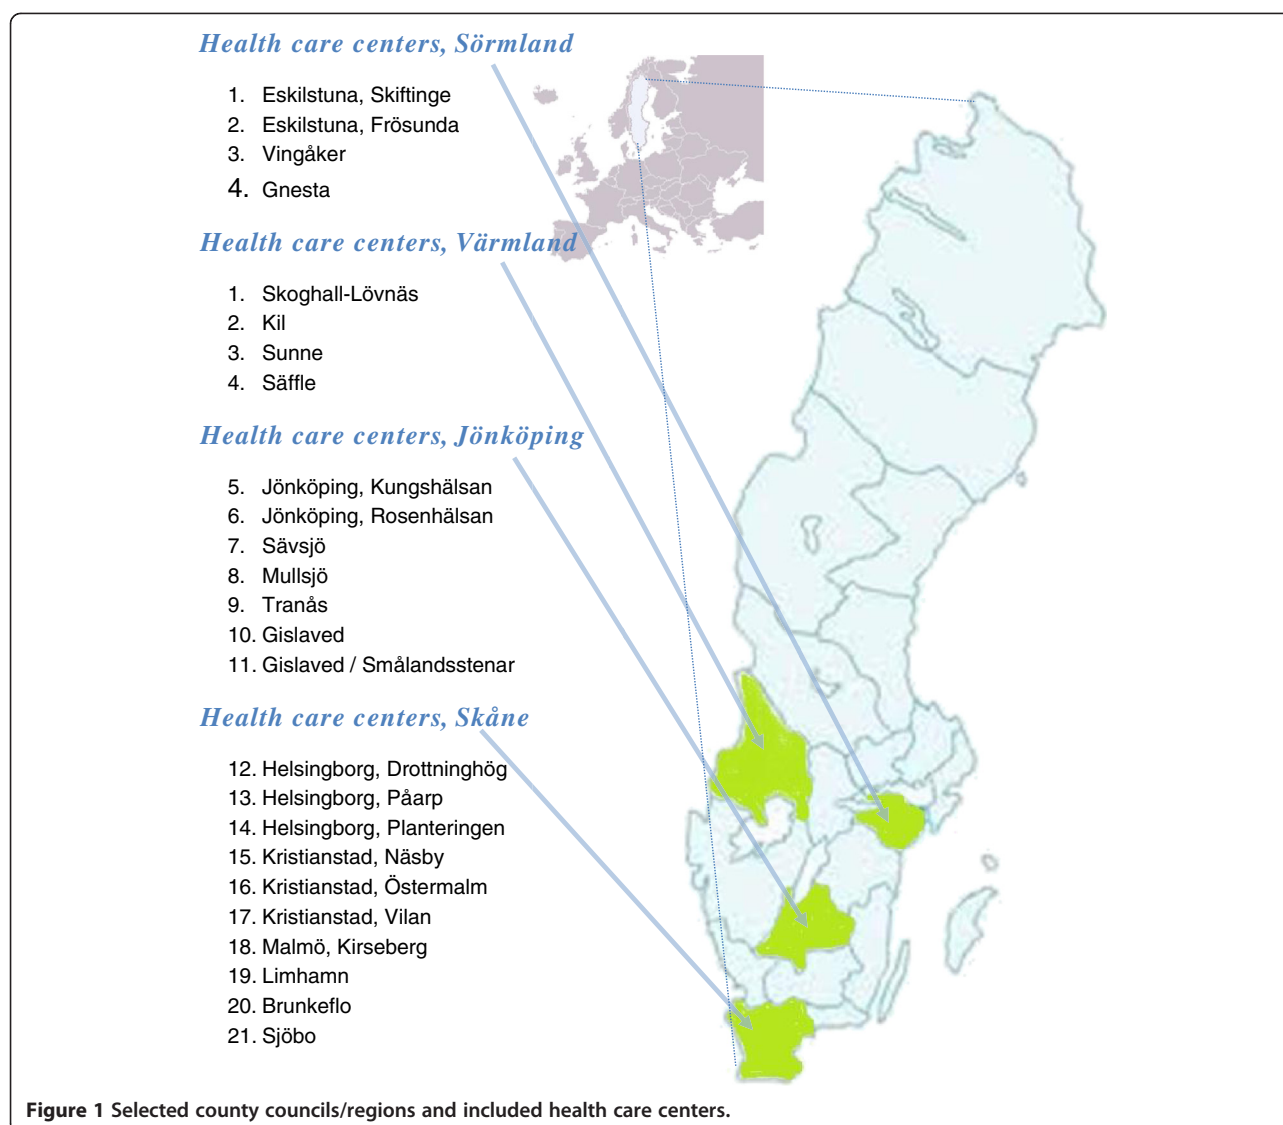 Health care centers, Sörmland
1. Eskilstuna, Skiftinge
2. Eskilstuna, Frösunda
3. Vingåker
4. Gnesta
Health care centers, Värmland
1. Skoghall-Lövnäs
2. Kil
3. Sunne
4. Säffle
Health care centers, Jönköping
5. Jönköping, Kungshälsan
6. Jönköping, Rosenhälsan
7. Sävsjö
8. Mullsjö
9. Tranås
10. Gislaved
11. Gislaved / Smålandsstenar
Health care centers, Skåne
12. Helsingborg, Drottninghög
13. Helsingborg, Påarp
14. Helsingborg, Planteringen
15. Kristianstad, Näsby
16. Kristianstad, Östermalm
17. Kristianstad, Vilan
18. Malmö, Kirseberg
19. Limhamn
20. Brunkeflo
21. Sjöbo
Figure 1 Selected county councils/regions and included health care centers.